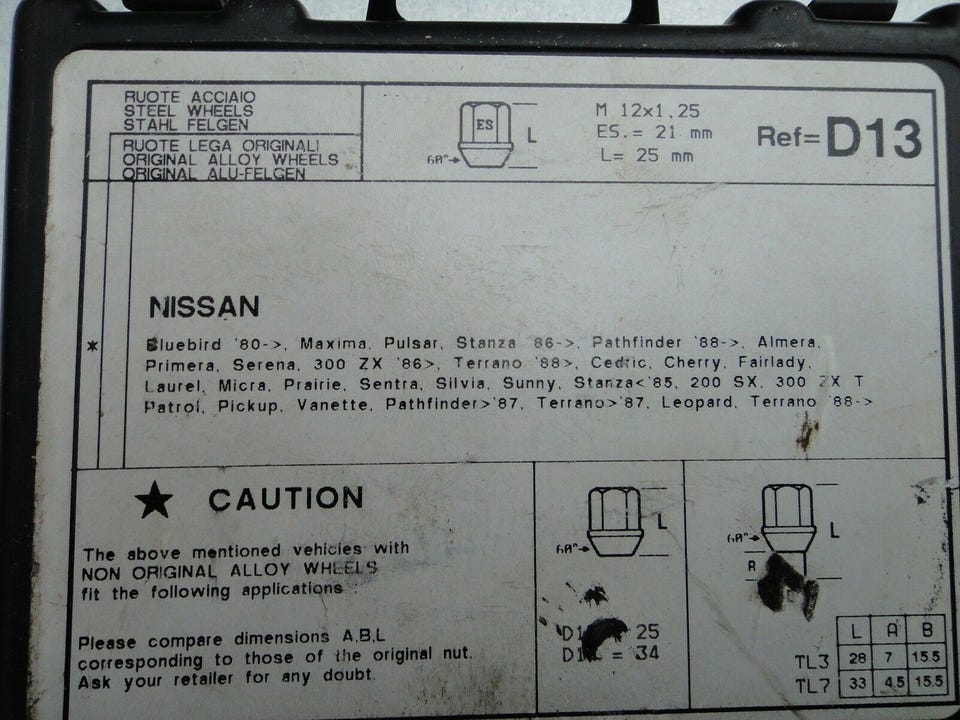 RUOTE ACCIAIO
STEEL WHEELS
STAHL FELGEN
RUOTE LEGA ORIGINALI
ORIGINAL ALLOY WHEELS
ORIGINAL ALU-FELGEN
ES
L
60°
M 12x1,25
ES.= 21 mm
L= 25 mm
Ref=D13
NISSAN
* Bluebird '80->, Maxima, Pulsar, Stanza '86->, Pathfinder '88->, Almera,
Primera, Serena, 300 ZX '86>, Terrano '88>, Cedric, Cherry, Fairlady,
Laurel, Micra, Prairie, Sentra, Silvia, Sunny, Stanza<'85, 200 SX, 300 ZX T
Patrol, Pickup, Vanette, Pathfinder>'87, Terrano>'87, Leopard, Terrano '88->
★ CAUTION
The above mentioned vehicles with
NON ORIGINAL ALLOY WHEELS
fit the following applications :
Please compare dimensions A,B,L
corresponding to those of the original nut.
Ask your retailer for any doubt.
L
60°
= 25
= 34
L
60°
R
L A B
TL3 28 7 15.5
TL7 33 4.5 15.5